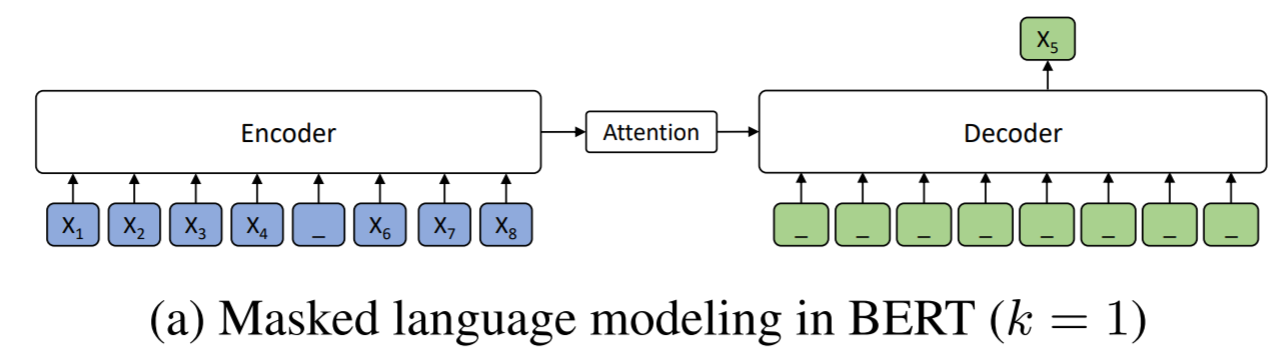 X₅
Encoder Attention Decoder
X₁ X₂ X₃ X₄ _ X₆ X₇ X₈ _ _ _ _ _ _ _ _
(a) Masked language modeling in BERT (k = 1)